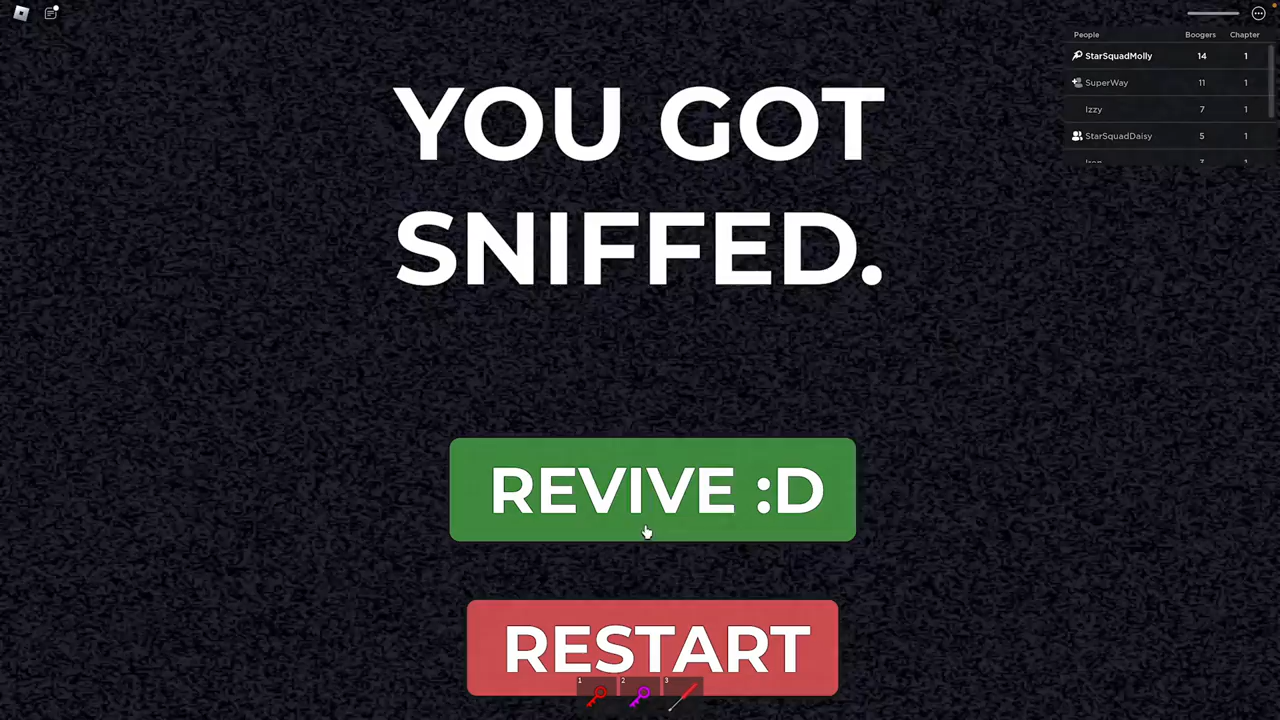 People Boogers Chapter
StarSquadMolly 14 1
SuperWay 11 1
Izzy 7 1
StarSquadDaisy 5 1
YOU GOT
SNIFFED.
REVIVE :D
RESTART
1 2 3